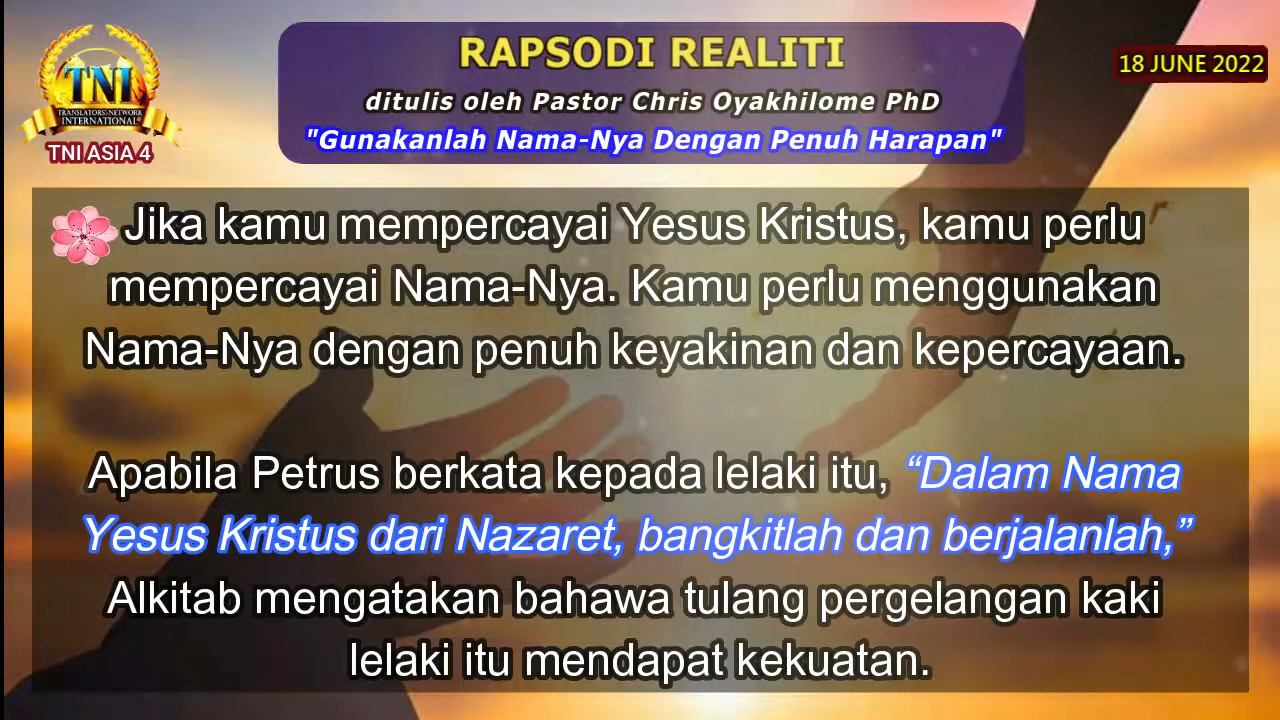 TNI
TRANSLATORS' NETWORK
INTERNATIONAL
TNI ASIA 4
RAPSODI REALITI
ditulis oleh Pastor Chris Oyakhilome PhD
"Gunakanlah Nama-Nya Dengan Penuh Harapan"
18 JUNE 2022
Jika kamu mempercayai Yesus Kristus, kamu perlu
mempercayai Nama-Nya. Kamu perlu menggunakan
Nama-Nya dengan penuh keyakinan dan kepercayaan.
Apabila Petrus berkata kepada lelaki itu, “Dalam Nama
Yesus Kristus dari Nazaret, bangkitlah dan berjalanlah,”
Alkitab mengatakan bahawa tulang pergelangan kaki
lelaki itu mendapat kekuatan.